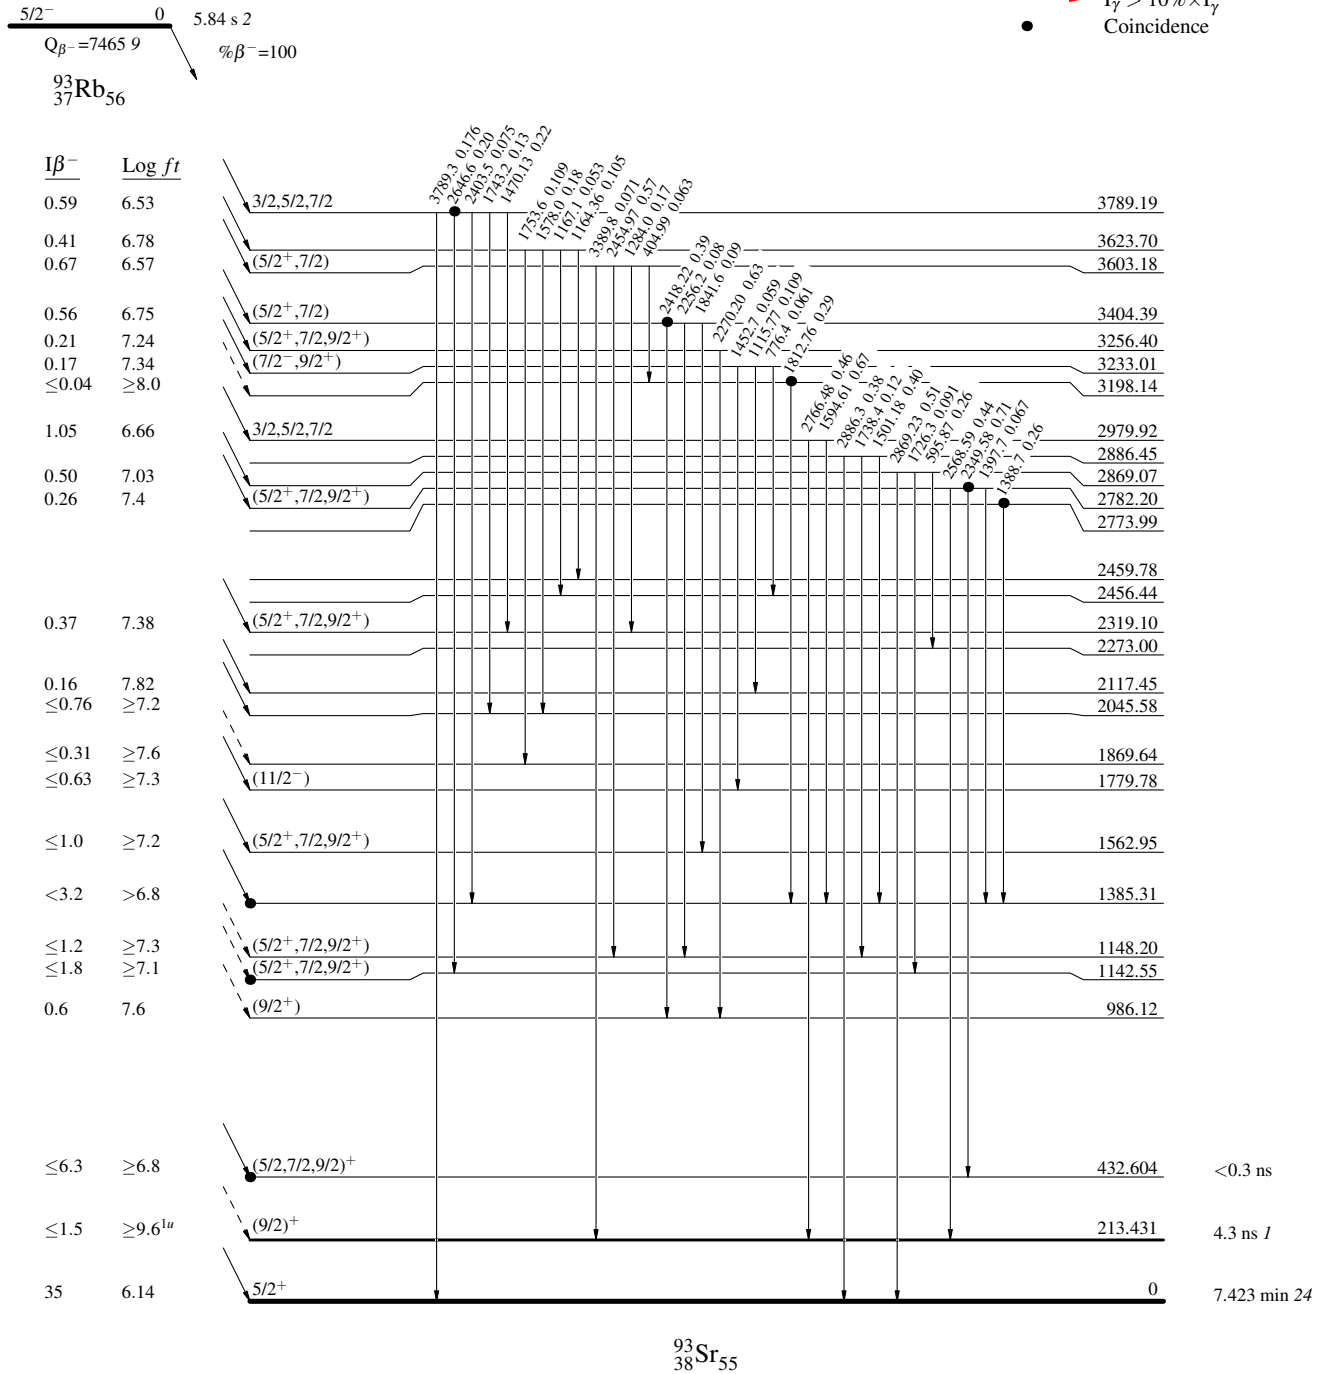 I_γ > 10%×I_γ
Coincidence
5/2⁻ 0 5.84 s 2
Q_β⁻=7465 9 %β⁻=100
⁹³₃₇Rb₅₆
Iβ⁻ Log ft
3789.3 0.176
2646.6 0.20
2403.5 0.075
1743.2 0.13
1470.13 0.22
1753.6 0.109
1578.0 0.18
1167.1 0.053
1164.36 0.105
3389.8 0.071
2454.97 0.57
1284.0 0.17
404.99 0.063
2418.22 0.39
2256.2 0.08
1841.6 0.09
2270.20 0.63
1452.7 0.059
1115.77 0.109
776.4 0.061
1812.76 0.29
2766.48 0.46
1594.61 0.67
2886.3 0.38
1738.4 0.12
1501.18 0.40
2869.23 0.51
1726.3 0.091
595.87 0.26
2568.59 0.44
2349.58 0.71
1397.7 0.067
1388.7 0.26
0.59 6.53 3/2,5/2,7/2 3789.19
0.41 6.78 3623.70
0.67 6.57 (5/2⁺,7/2) 3603.18
0.56 6.75 (5/2⁺,7/2) 3404.39
0.21 7.24 (5/2⁺,7/2,9/2⁺) 3256.40
0.17 7.34 (7/2⁻,9/2⁺) 3233.01
≤0.04 ≥8.0 3198.14
1.05 6.66 3/2,5/2,7/2 2979.92
2886.45
0.50 7.03 2869.07
0.26 7.4 (5/2⁺,7/2,9/2⁺) 2782.20
2773.99
2459.78
2456.44
0.37 7.38 (5/2⁺,7/2,9/2⁺) 2319.10
2273.00
0.16 7.82 2117.45
≤0.76 ≥7.2 2045.58
≤0.31 ≥7.6 1869.64
≤0.63 ≥7.3 (11/2⁻) 1779.78
≤1.0 ≥7.2 (5/2⁺,7/2,9/2⁺) 1562.95
<3.2 >6.8 1385.31
≤1.2 ≥7.3 (5/2⁺,7/2,9/2⁺) 1148.20
≤1.8 ≥7.1 (5/2⁺,7/2,9/2⁺) 1142.55
0.6 7.6 (9/2⁺) 986.12
≤6.3 ≥6.8 (5/2,7/2,9/2)⁺ 432.604 <0.3 ns
≤1.5 ≥9.6¹ᵘ (9/2)⁺ 213.431 4.3 ns 1
35 6.14 5/2⁺ 0 7.423 min 24
⁹³₃₈Sr₅₅